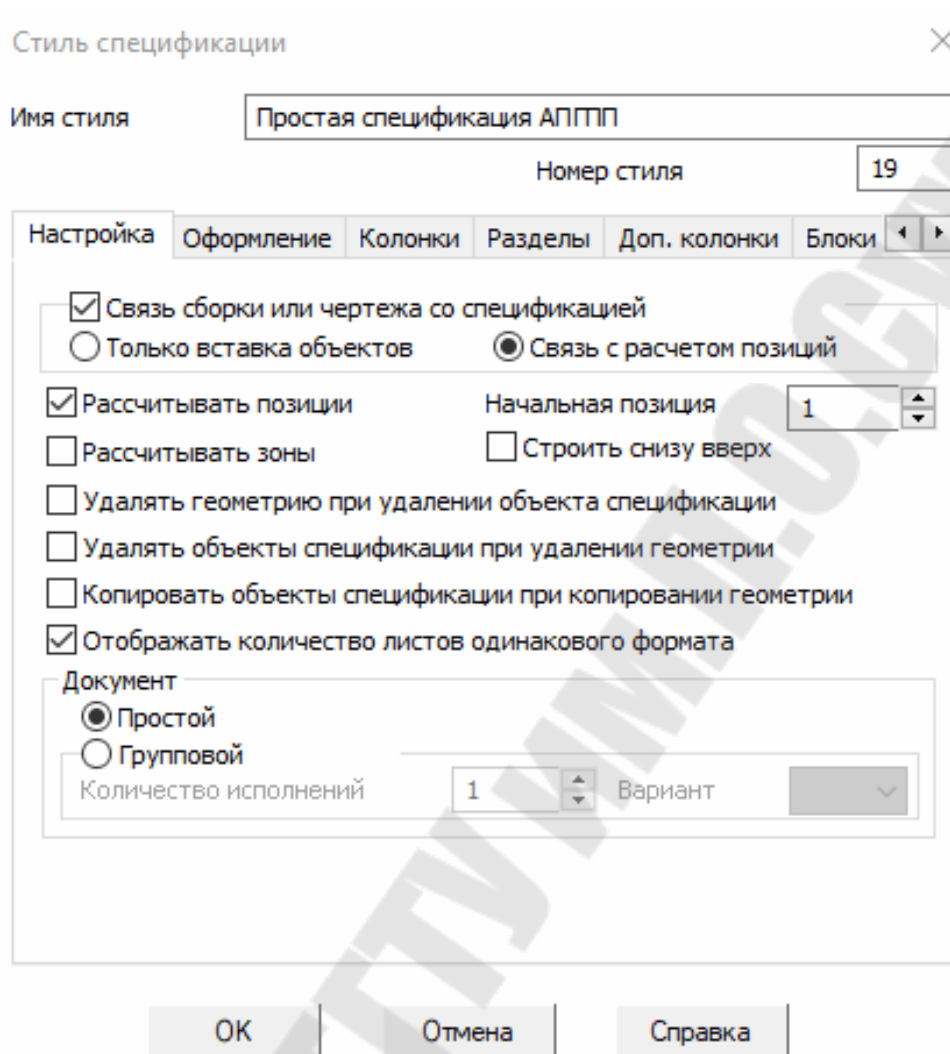 Стиль спецификации
Имя стиля Простая спецификация АПГПП
Номер стиля 19
Настройка Оформление Колонки Разделы Доп. колонки Блоки
Связь сборки или чертежа со спецификацией
Только вставка объектов Связь с расчетом позиций
Рассчитывать позиции Начальная позиция 1
Рассчитывать зоны Строить снизу вверх
Удалять геометрию при удалении объекта спецификации
Удалять объекты спецификации при удалении геометрии
Копировать объекты спецификации при копировании геометрии
Отображать количество листов одинакового формата
Документ
Простой
Групповой
Количество исполнений 1 Вариант
ОК Отмена Справка